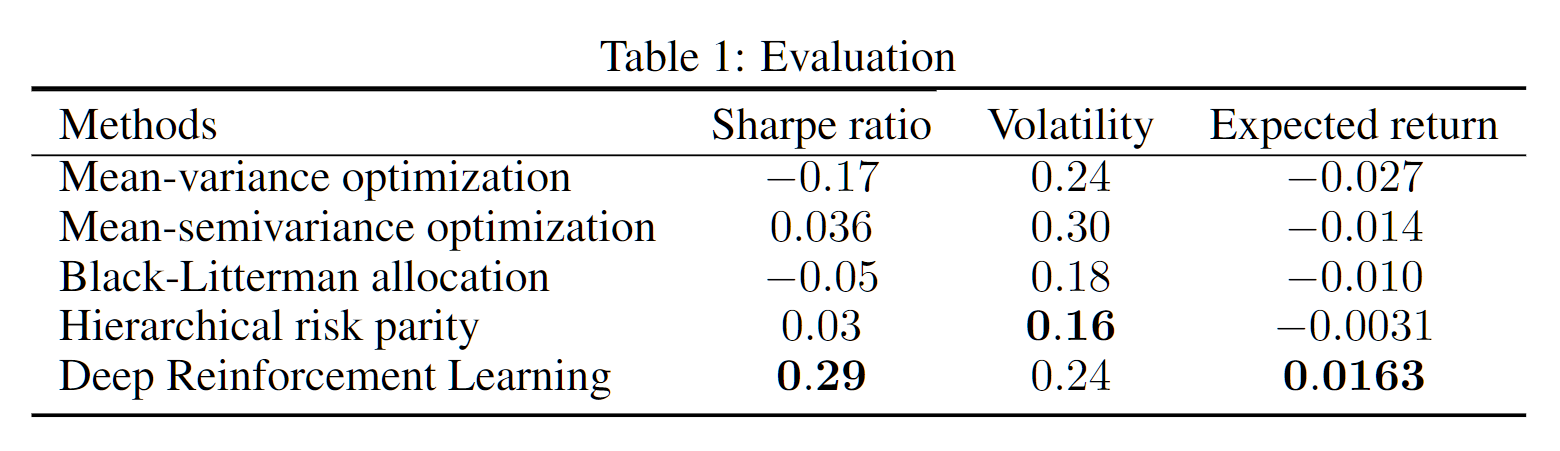 Table 1: Evaluation
Methods Sharpe ratio Volatility Expected return
Mean-variance optimization −0.17 0.24 −0.027
Mean-semivariance optimization 0.036 0.30 −0.014
Black-Litterman allocation −0.05 0.18 −0.010
Hierarchical risk parity 0.03 0.16 −0.0031
Deep Reinforcement Learning 0.29 0.24 0.0163